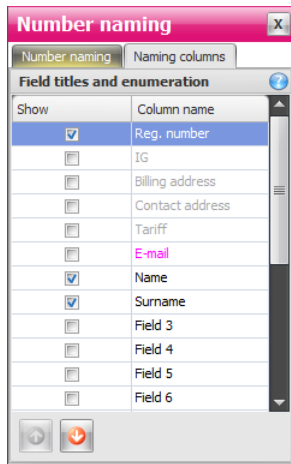 Number naming
X
Number naming Naming columns
Field titles and enumeration ?
Show Column name
Reg. number
IG
Billing address
Contact address
Tariff
E-mail
Name
Surname
Field 3
Field 4
Field 5
Field 6